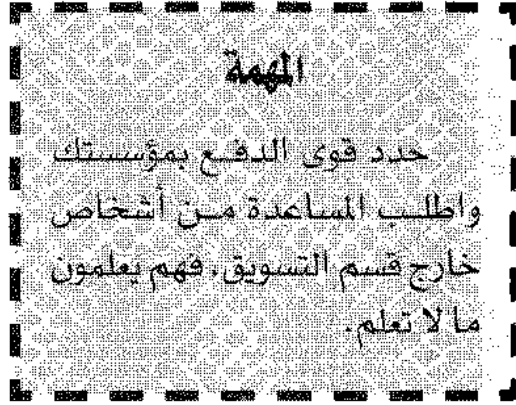 المهمة
حدد قوى الدفع بمؤسستك
واطلب المساعدة من أشخاص
خارج قسم التسويق، فهم يعلمون
ما لا تعلم.